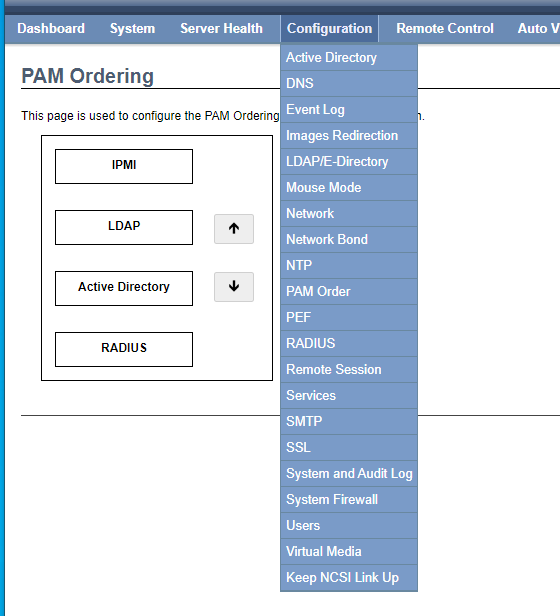 Dashboard System Server Health Configuration Remote Control Auto V
PAM Ordering
This page is used to configure the PAM Ordering n.
IPMI
LDAP
Active Directory
RADIUS
Active Directory
DNS
Event Log
Images Redirection
LDAP/E-Directory
Mouse Mode
Network
Network Bond
NTP
PAM Order
PEF
RADIUS
Remote Session
Services
SMTP
SSL
System and Audit Log
System Firewall
Users
Virtual Media
Keep NCSI Link Up